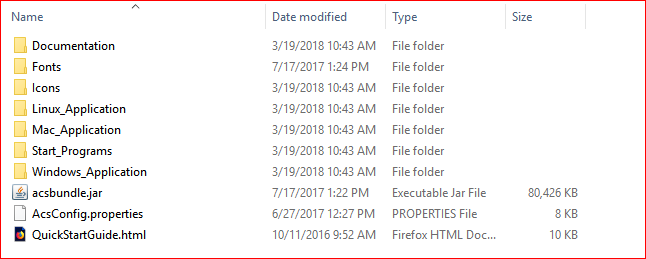 Name Date modified Type Size
Documentation 3/19/2018 10:43 AM File folder
Fonts 7/17/2017 1:24 PM File folder
Icons 3/19/2018 10:43 AM File folder
Linux_Application 3/19/2018 10:43 AM File folder
Mac_Application 3/19/2018 10:43 AM File folder
Start_Programs 3/19/2018 10:43 AM File folder
Windows_Application 3/19/2018 10:43 AM File folder
acsbundle.jar 7/17/2017 1:22 PM Executable Jar File 80,426 KB
AcsConfig.properties 6/27/2017 12:27 PM PROPERTIES File 8 KB
QuickStartGuide.html 10/11/2016 9:52 AM Firefox HTML Doc... 10 KB